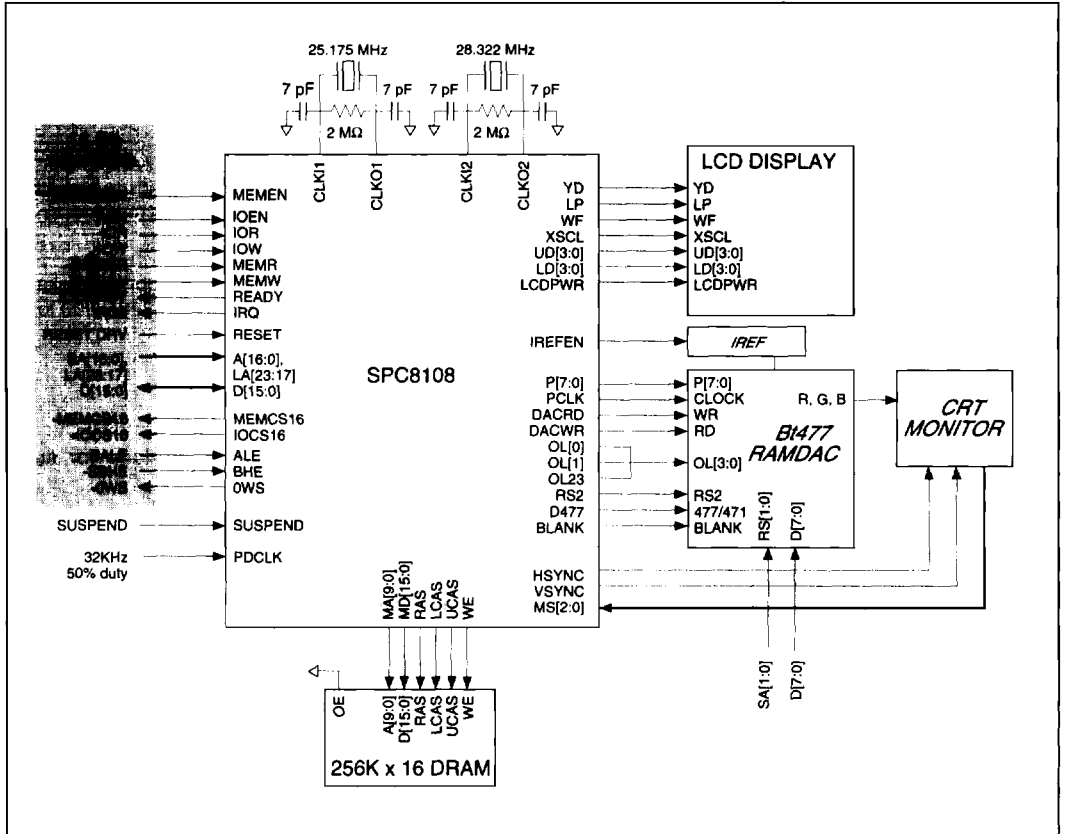 25.175 MHz
28.322 MHz
7 pF
7 pF
7 pF
7 pF
2 MΩ
2 MΩ
CLKI1
CLKO1
CLKI2
CLKO2
SPC8108
MEMEN
IOEN
IOR
IOW
MEMR
MEMW
READY
IRQ
RESET
A[16:0],
LA[23:17]
D[15:0]
MEMCS16
IOCS16
ALE
BHE
0WS
SUSPEND
SUSPEND
32KHz
50% duty
PDCLK
YD
LP
WF
XSCL
UD[3:0]
LD[3:0]
LCDPWR
LCD DISPLAY
YD
LP
WF
XSCL
UD[3:0]
LD[3:0]
LCDPWR
IREFEN
IREF
P[7:0]
PCLK
DACRD
DACWR
OL[0]
OL[1]
OL23
RS2
D477
BLANK
P[7:0]
CLOCK
WR
RD
OL[3:0]
RS2
477/471
BLANK
R, G, B
Bt477
RAMDAC
RS[1:0]
D[7:0]
CRT
MONITOR
HSYNC
VSYNC
MS[2:0]
SA[1:0]
D[7:0]
MA[9:0]
MD[15:0]
RAS
LCAS
UCAS
WE
OE
A[9:0]
D[15:0]
RAS
LCAS
UCAS
WE
256K x 16 DRAM